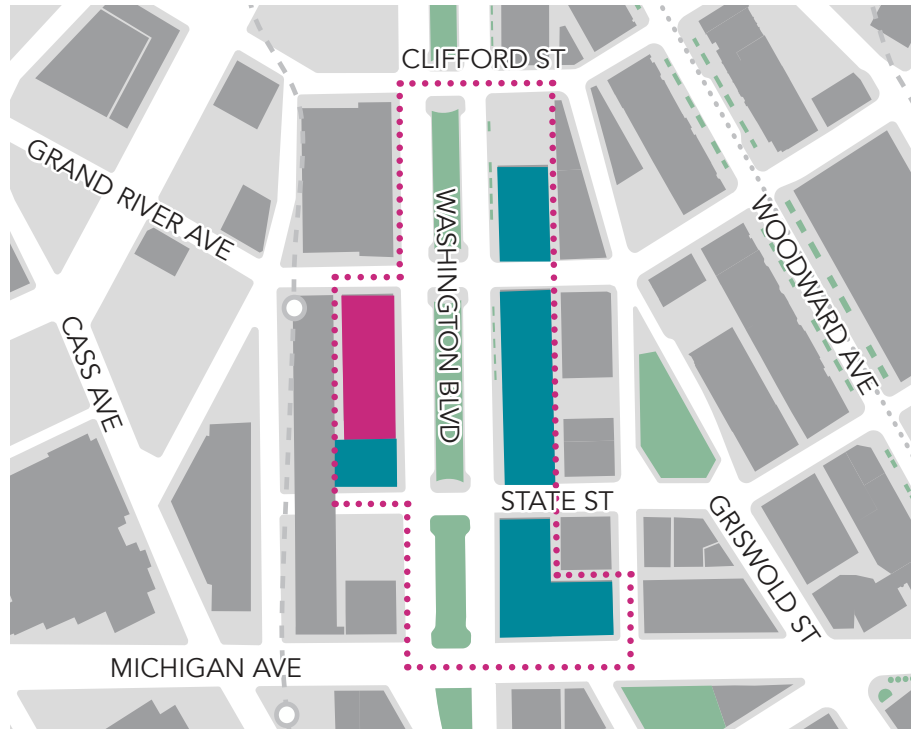 CLIFFORD ST
GRAND RIVER AVE
WASHINGTON BLVD
WOODWARD AVE
CASS AVE
STATE ST
GRISWOLD ST
MICHIGAN AVE